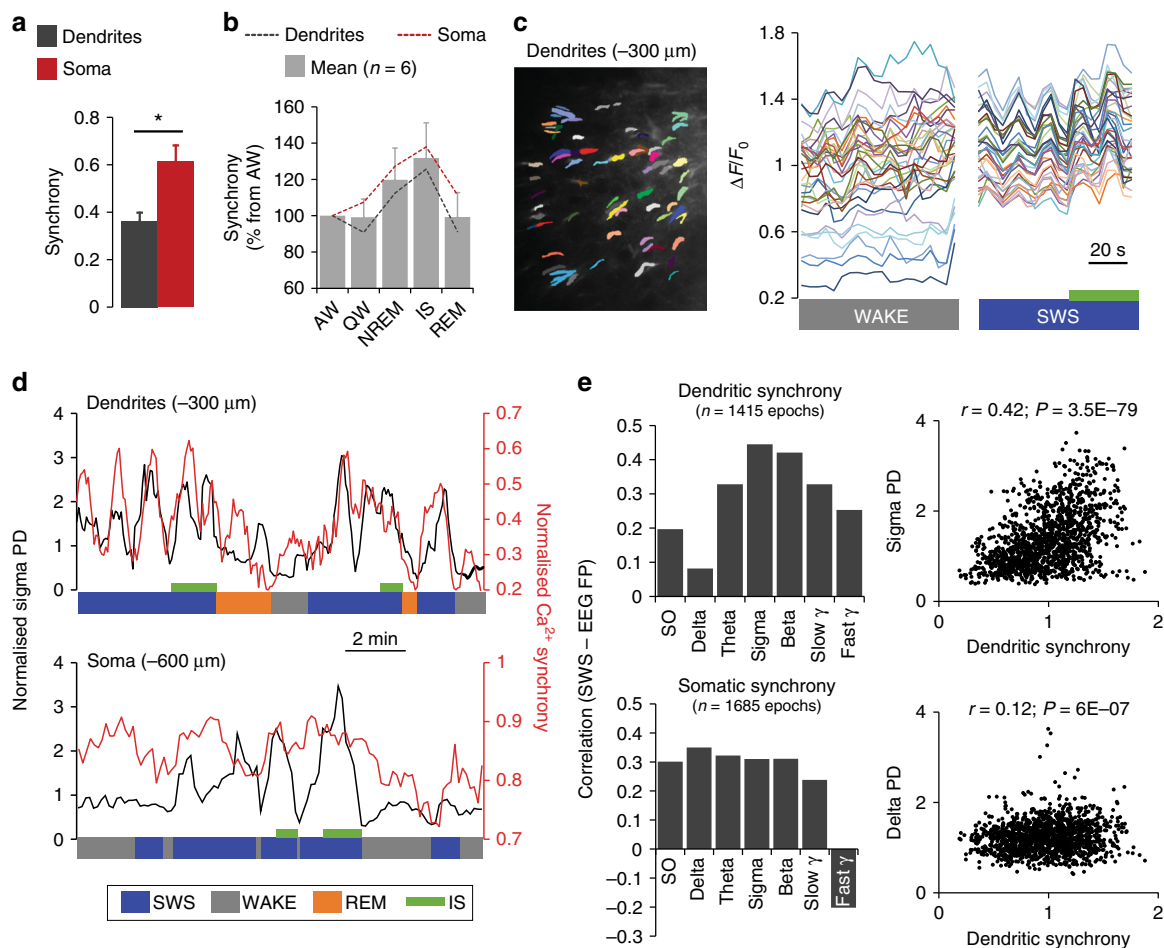 a
Dendrites
Soma
Synchrony
0.8
0.6
0.4
0.2
0
*
b
Dendrites
Soma
Mean (n = 6)
Synchrony
(% from AW)
160
140
120
100
80
60
AW
QW
NREM
IS
REM
c
Dendrites (–300 μm)
ΔF/F0
1.8
1.4
1
0.6
0.2
20 s
WAKE
SWS
d
Dendrites (–300 μm)
Normalised sigma PD
4
3
2
1
0
0.7
0.6
0.5
0.4
0.3
0.2
Normalised Ca2+
synchrony
2 min
Soma (–600 μm)
4
3
2
1
0
1
0.9
0.8
0.7
SWS
WAKE
REM
IS
e
Correlation (SWS – EEG FP)
Dendritic synchrony
(n = 1415 epochs)
0.5
0.4
0.3
0.2
0.1
0
SO
Delta
Theta
Sigma
Beta
Slow γ
Fast γ
r = 0.42; P = 3.5E–79
Sigma PD
4
2
0
0
1
2
Dendritic synchrony
Somatic synchrony
(n = 1685 epochs)
0.5
0.4
0.3
0.2
0.1
0
–0.1
–0.2
–0.3
SO
Delta
Theta
Sigma
Beta
Slow γ
Fast γ
r = 0.12; P = 6E–07
Delta PD
4
2
0
0
1
2
Dendritic synchrony